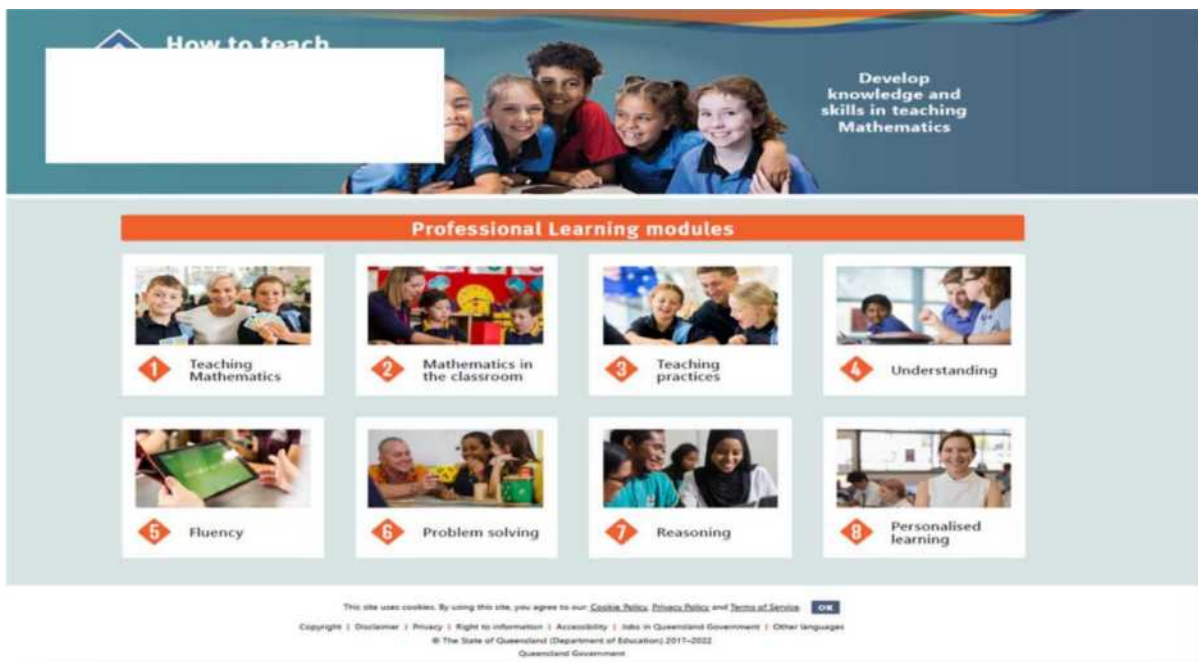 How to teach
Develop
knowledge and
skills in teaching
Mathematics
Professional Learning modules
1 Teaching
Mathematics
2 Mathematics in
the classroom
3 Teaching
practices
4 Understanding
5 Fluency
6 Problem solving
7 Reasoning
8 Personalised
learning
This site uses cookies. By using this site, you agree to our Cookie Policy, Privacy Policy and Terms of Service. OK
Copyright | Disclaimer | Privacy | Right to information | Accessibility | Jobs in Queensland Government | Other languages
© The State of Queensland (Department of Education) 2017–2022
Queensland Government